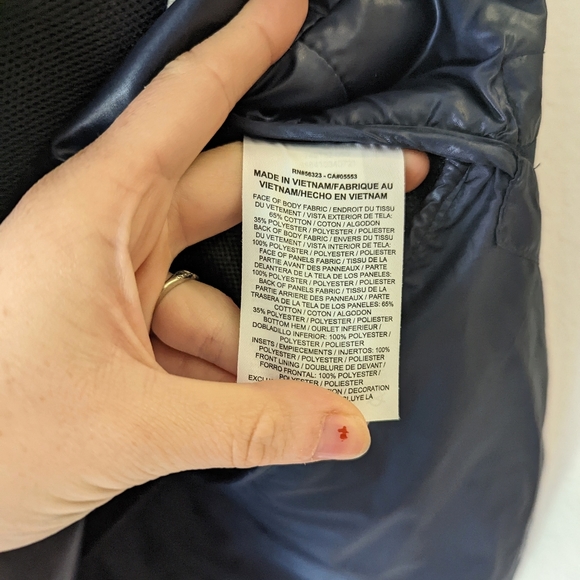 RN#56323 - CA#05553
MADE IN VIETNAM/FABRIQUE AU
VIETNAM/HECHO EN VIETNAM
FACE OF BODY FABRIC / ENDROIT DU TISSU
DU VETEMENT / VISTA EXTERIOR DE TELA:
65% COTTON / COTON / ALGODON
35% POLYESTER / POLYESTER / POLIESTER
BACK OF BODY FABRIC / ENVERS DU TISSU
DU VETEMENT / VISTA INTERIOR DE TELA:
100% POLYESTER / POLYESTER / POLIESTER
FACE OF PANELS FABRIC / TISSU DE LA
PARTIE AVANT DES PANNEAUX / PARTE
DELANTERA DE LA TELA DE LOS PANELES:
100% POLYESTER / POLYESTER / POLIESTER
BACK OF PANELS FABRIC / TISSU DE LA
PARTIE ARRIERE DES PANNEAUX / PARTE
TRASERA DE LA TELA DE LOS PANELES: 65%
COTTON / COTON / ALGODON
35% POLYESTER / POLYESTER / POLIESTER
BOTTOM HEM / OURLET INFERIEUR /
DOBLADILLO INFERIOR: 100% POLYESTER /
POLYESTER / POLIESTER
INSETS / EMPIECEMENTS / INJERTOS: 100%
POLYESTER / POLYESTER / POLIESTER
FRONT LINING / DOUBLURE DE DEVANT /
FORRO FRONTAL: 100% POLYESTER /
POLYESTER / POLIESTER
DECORATION
LA